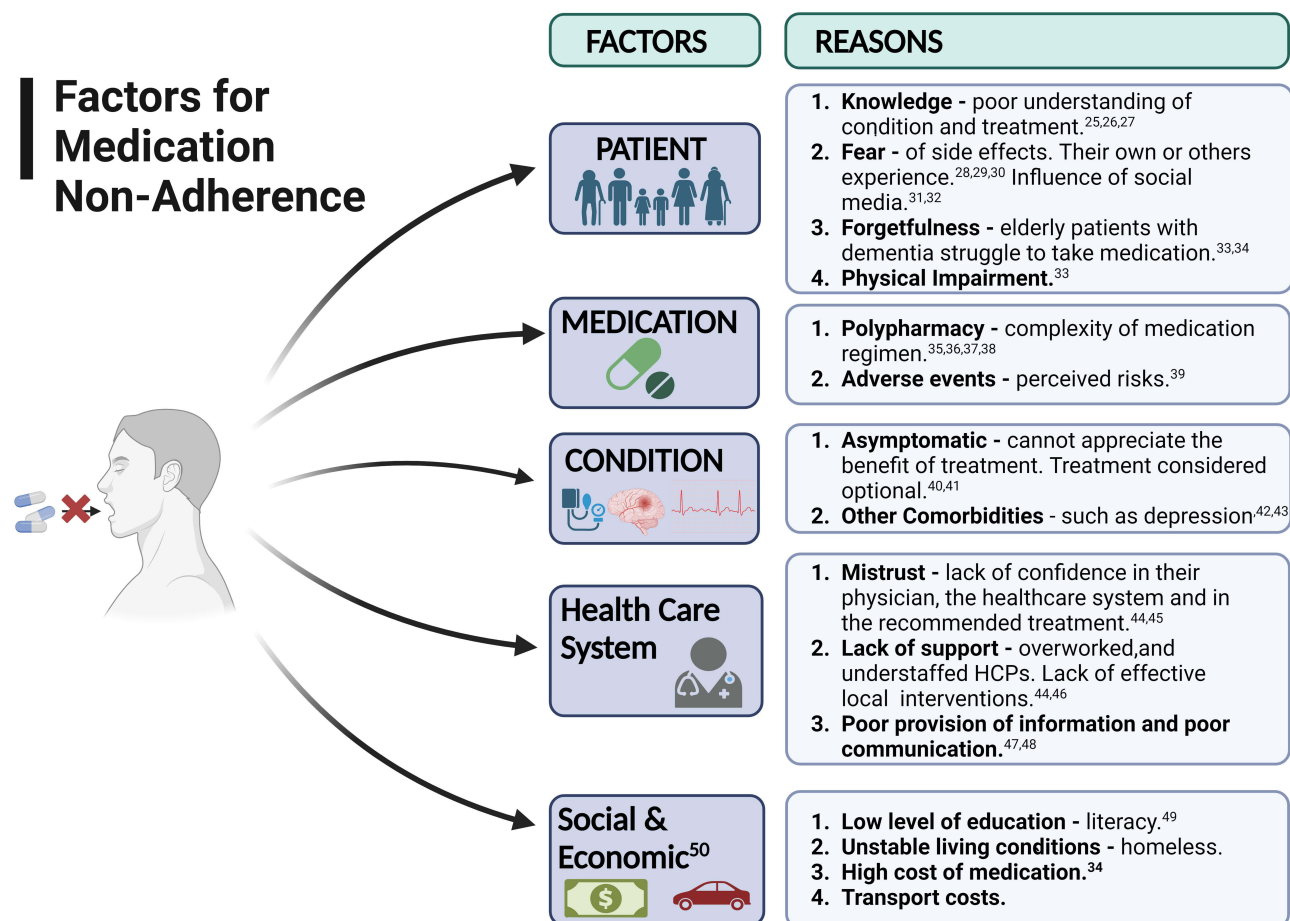 Factors for
Medication
Non-Adherence
FACTORS
REASONS
PATIENT
1. Knowledge - poor understanding of
condition and treatment.25,26,27
2. Fear - of side effects. Their own or others
experience.28,29,30 Influence of social
media.31,32
3. Forgetfulness - elderly patients with
dementia struggle to take medication.33,34
4. Physical Impairment.33
MEDICATION
1. Polypharmacy - complexity of medication
regimen.35,36,37,38
2. Adverse events - perceived risks.39
CONDITION
1. Asymptomatic - cannot appreciate the
benefit of treatment. Treatment considered
optional.40,41
2. Other Comorbidities - such as depression.42,43
Health Care
System
1. Mistrust - lack of confidence in their
physician, the healthcare system and in
the recommended treatment.44,45
2. Lack of support - overworked,and
understaffed HCPs. Lack of effective
local interventions.44,46
3. Poor provision of information and poor
communication.47,48
Social &
Economic50
$
1. Low level of education - literacy.49
2. Unstable living conditions - homeless.
3. High cost of medication.34
4. Transport costs.